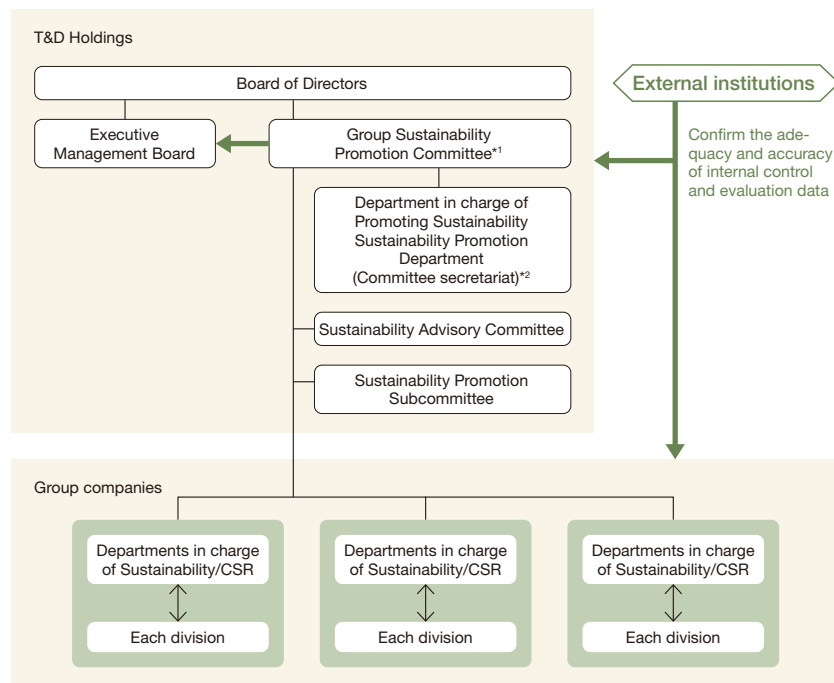 T&D Holdings
Board of Directors
Executive
Management Board
Group Sustainability
Promotion Committee*1
Department in charge of
Promoting Sustainability
Sustainability Promotion
Department
(Committee secretariat)*2
Sustainability Advisory Committee
Sustainability Promotion
Subcommittee
External institutions
Confirm the ade-
quacy and accuracy
of internal control
and evaluation data
Group companies
Departments in charge
of Sustainability/CSR
Each division
Departments in charge
of Sustainability/CSR
Each division
Departments in charge
of Sustainability/CSR
Each division